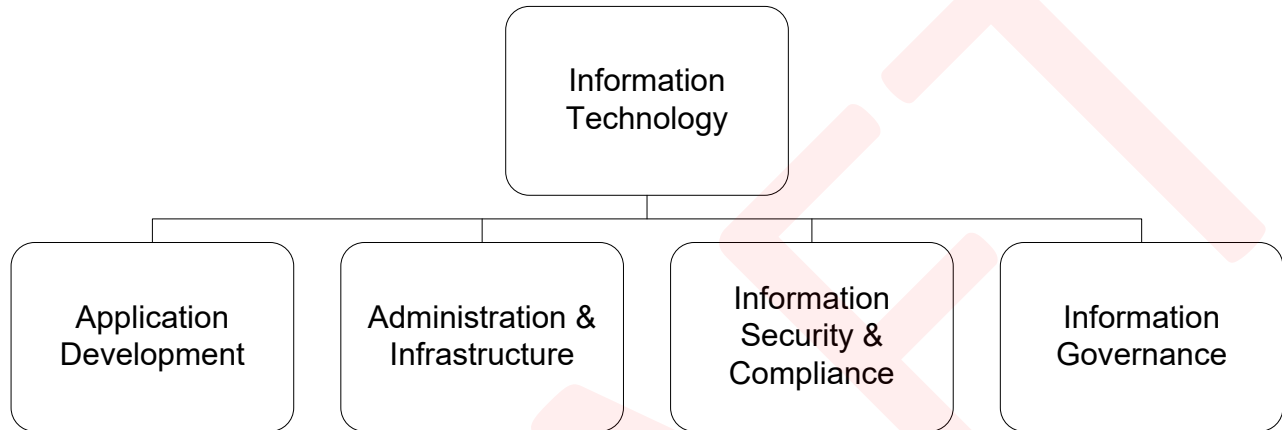 Information
Technology
Application
Development
Administration &
Infrastructure
Information
Security &
Compliance
Information
Governance